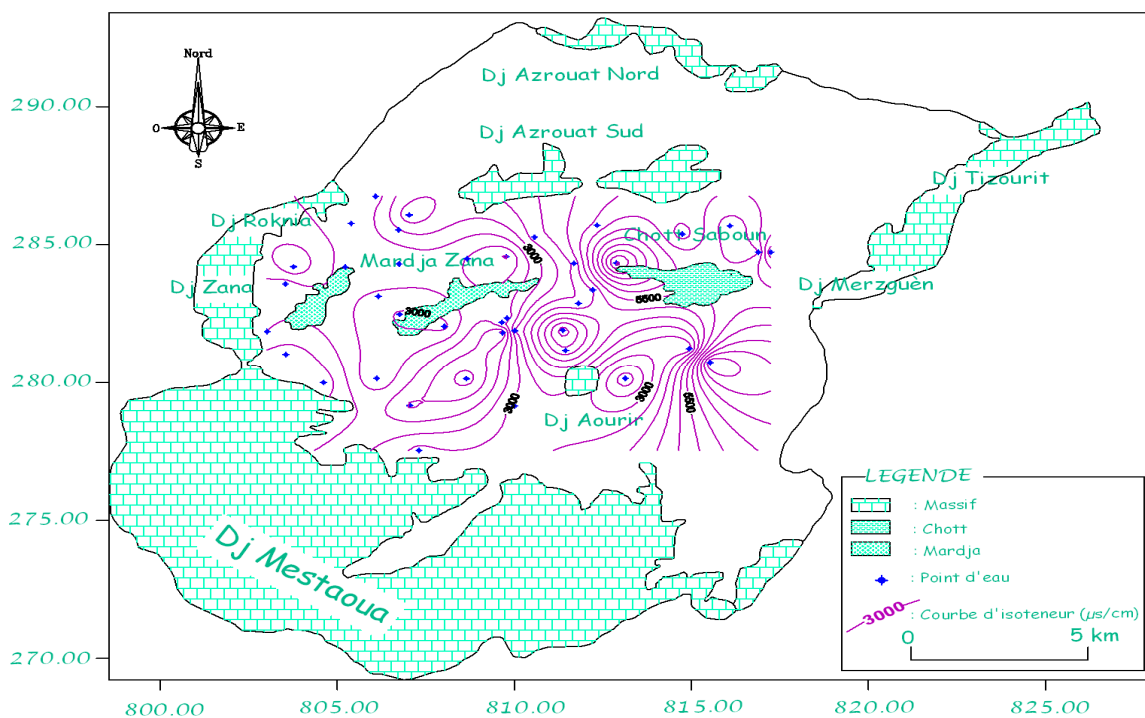 Nord
O
E
S
290.00
285.00
280.00
275.00
270.00
800.00
805.00
810.00
815.00
820.00
825.00
Dj Azrouat Nord
Dj Azrouat Sud
Dj Tizourit
Dj Roknia
Chott Saboun
Mardja Zana
Dj Zana
Dj Merzguèn
Dj Aourir
Dj Mestaoua
3000
5500
3000
3000
3000
5500
LEGENDE
: Massif
: Chott
: Mardja
: Point d'eau
3000 : Courbe d'isoteneur (µs/cm)
0 5 km